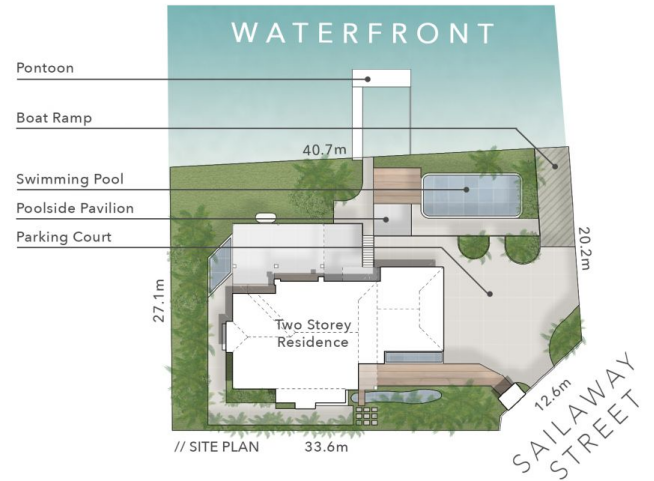 WATERFRONT
Pontoon
Boat Ramp
40.7m
Swimming Pool
Poolside Pavilion
Parking Court
20.2m
27.1m
Two Storey
Residence
12.6m
SAILAWAY
STREET
// SITE PLAN
33.6m